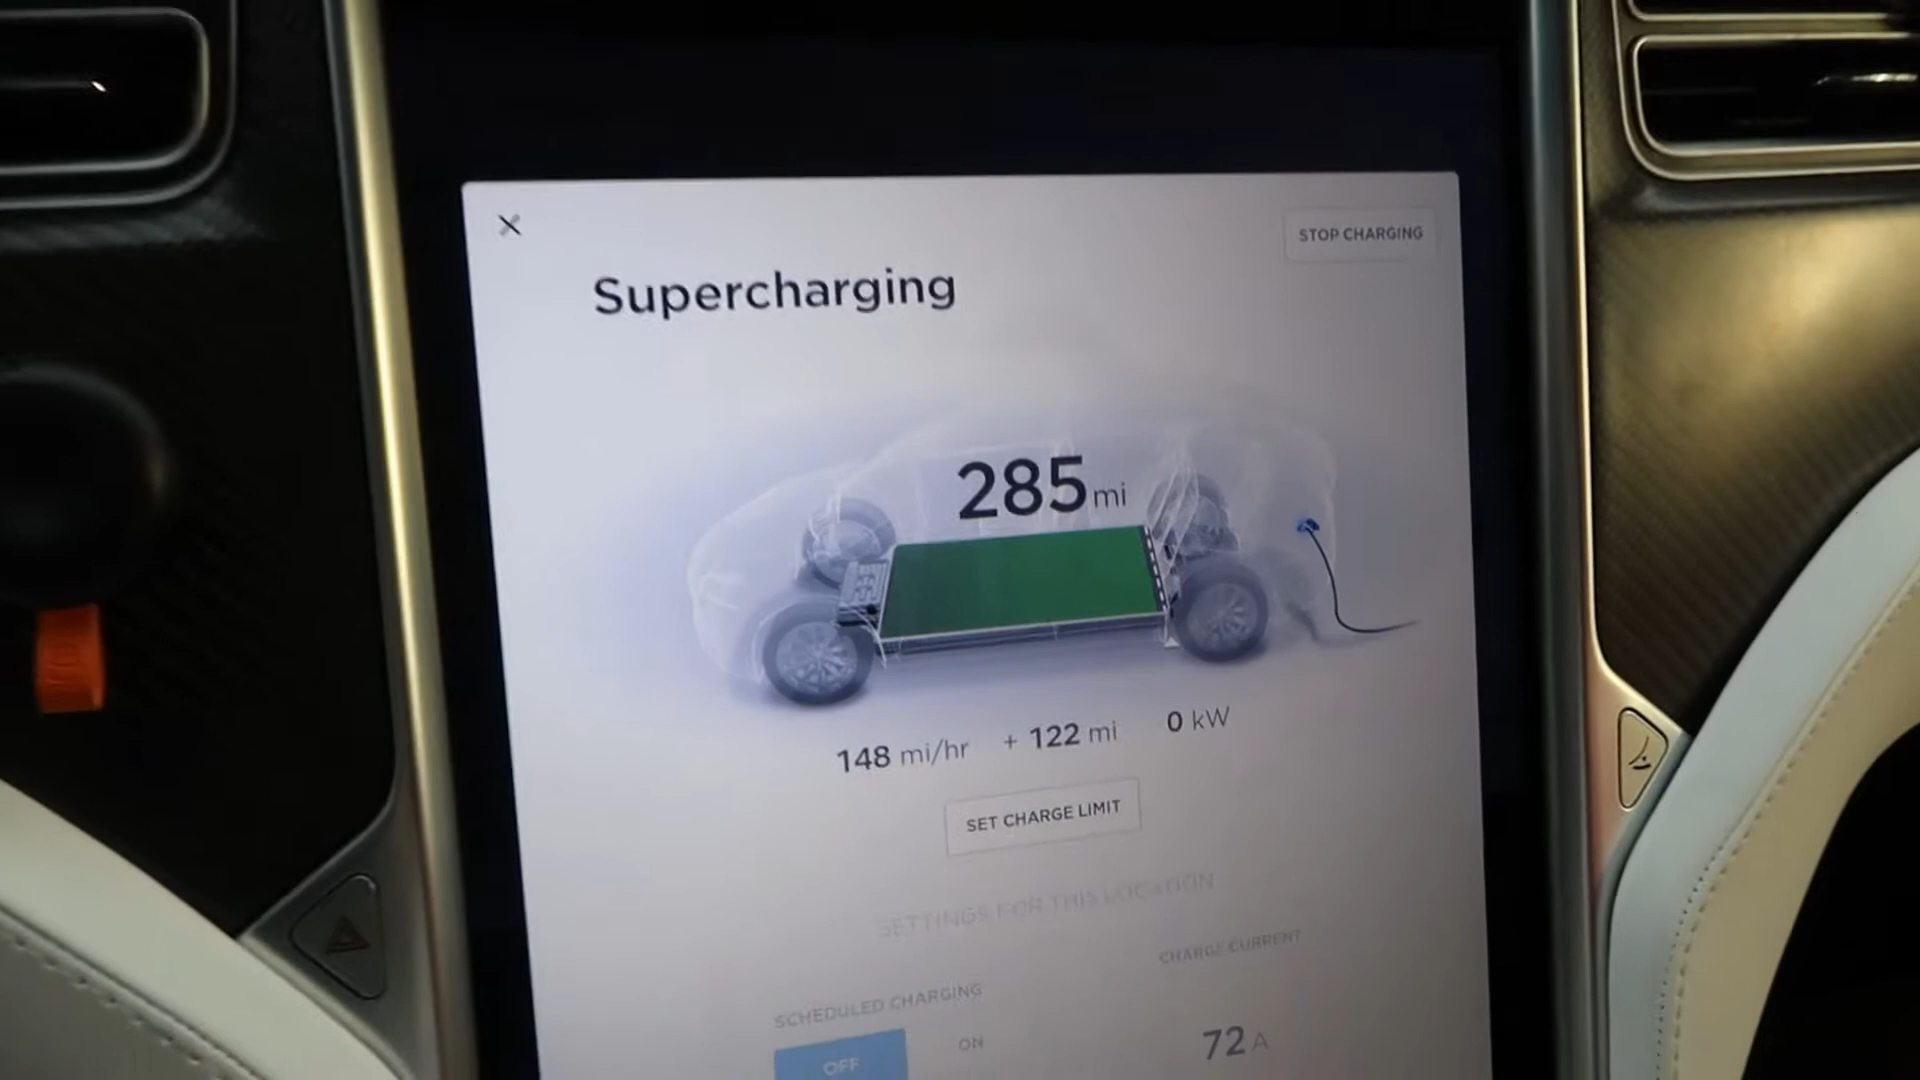 STOP CHARGING
Supercharging
285 mi
148 mi/hr + 122 mi 0 kW
SET CHARGE LIMIT
SETTINGS FOR THIS LOCATION
CHARGE CURRENT
SCHEDULED CHARGING
OFF ON
72 A